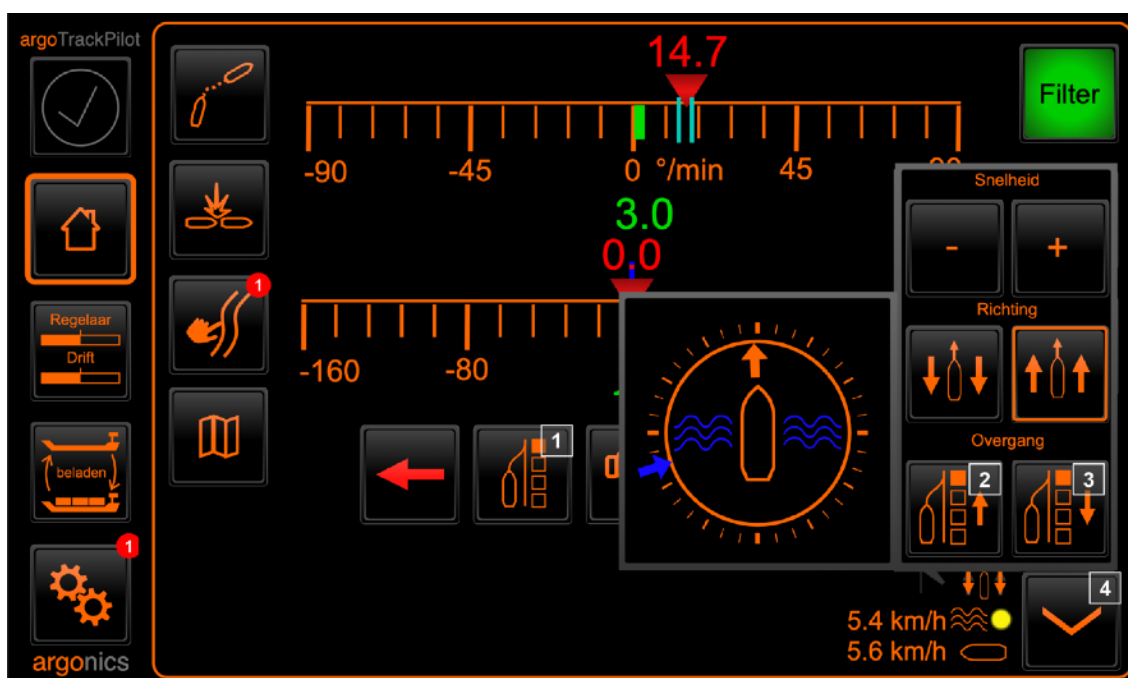 argoTrackPilot
14.7
Filter
-90 -45 0 °/min 45
Snelheid
- +
3.0
0.0
1
Richting
Regelaar
Drift
-160 -80
Overgang
1
2
3
beladen
1
4
5.4 km/h
5.6 km/h
argonics